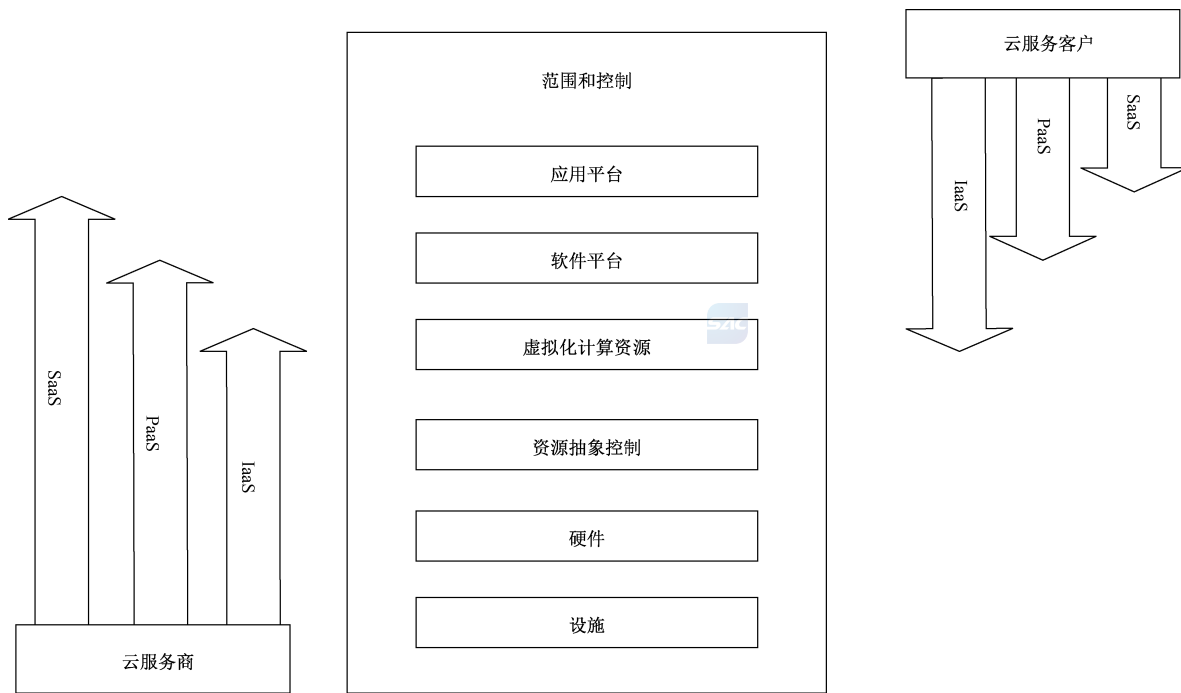 云服务客户
范围和控制
SaaS
PaaS
应用平台
IaaS
软件平台
SAC
虚拟化计算资源
SaaS
PaaS
资源抽象控制
IaaS
硬件
设施
云服务商